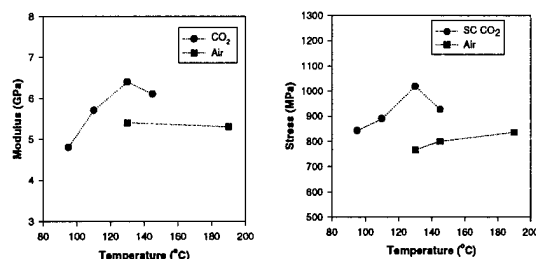 8
7
6
5
4
3
Modulus (GPa)
CO₂
Air
80 100 120 140 160 180 200
Temperature (°C)
1300
1200
1100
1000
900
800
700
600
500
Stress (MPa)
SC CO₂
Air
80 100 120 140 160 180 200
Temperature (°C)